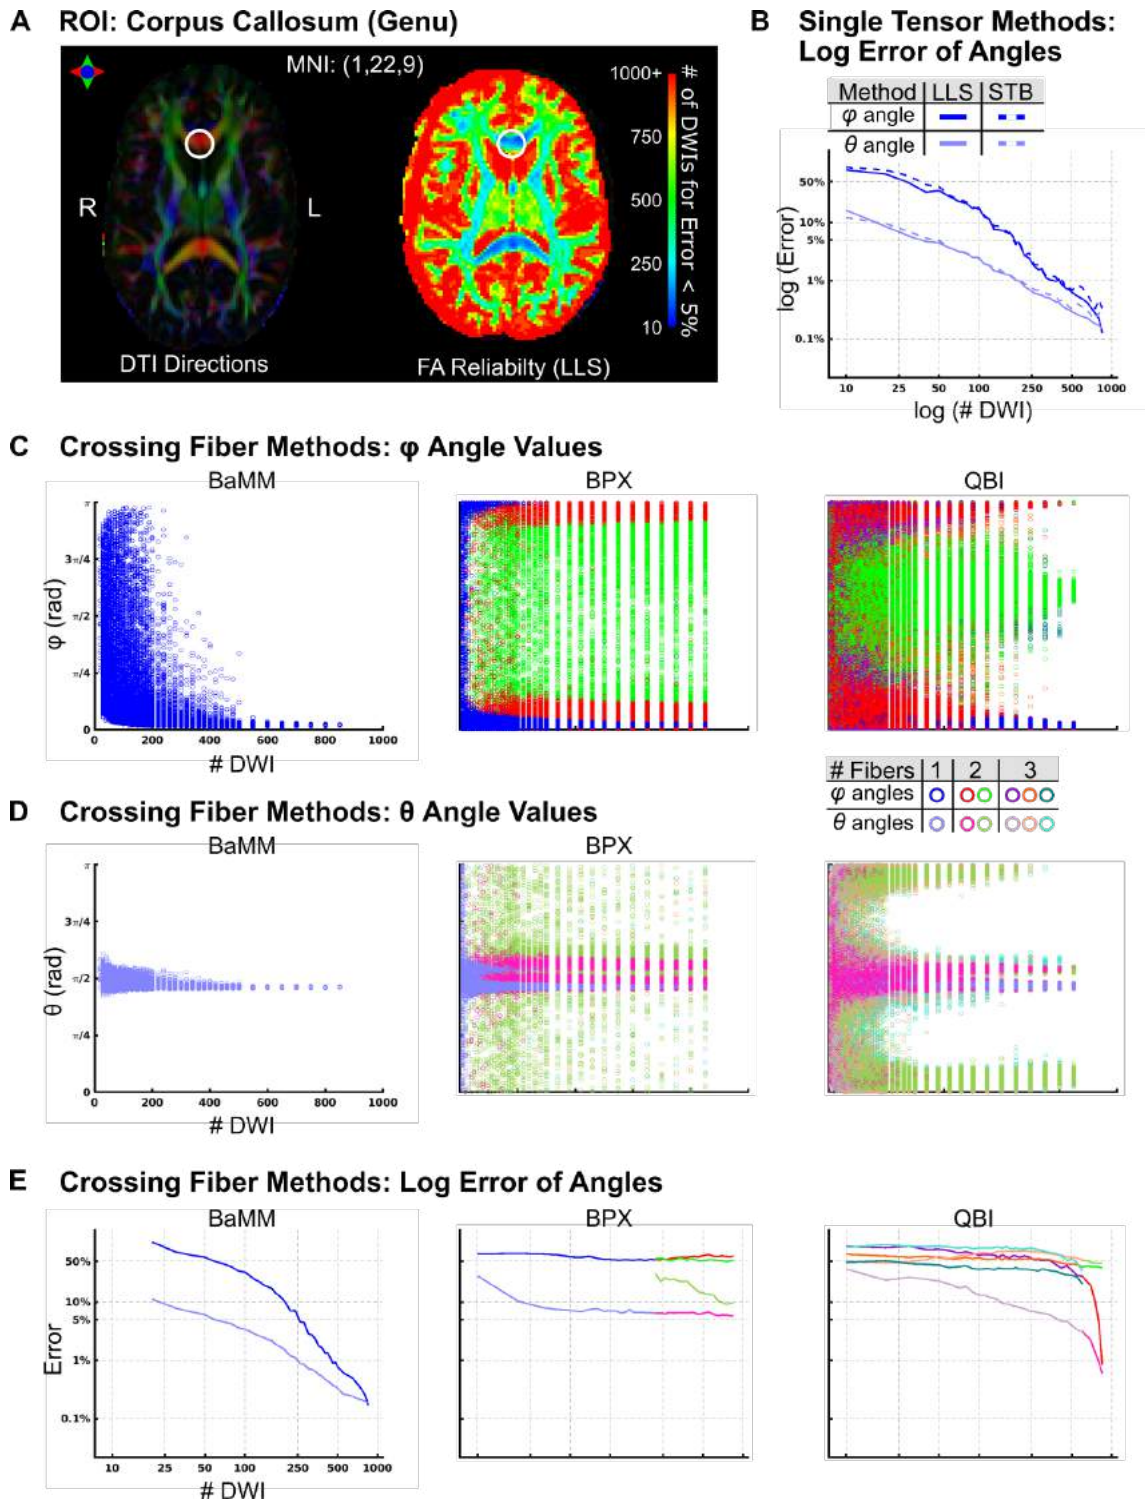 A ROI: Corpus Callosum (Genu)
MNI: (1,22,9)
R
L
DTI Directions
FA Reliabilty (LLS)
1000+
750
500
250
10
# of DWIs for Error < 5%
B Single Tensor Methods:
Log Error of Angles
Method LLS STB
φ angle
θ angle
50%
10%
5%
1%
0.1%
log (Error)
10 25 50 100 250 500 1000
log (# DWI)
C Crossing Fiber Methods: φ Angle Values
BaMM BPX QBI
π
3π/4
π/2
π/4
0
φ (rad)
0 200 400 600 800 1000
# DWI
# Fibers 1 2 3
φ angles
θ angles
D Crossing Fiber Methods: θ Angle Values
BaMM BPX
π
3π/4
π/2
π/4
0
θ (rad)
0 200 400 600 800 1000
# DWI
E Crossing Fiber Methods: Log Error of Angles
BaMM BPX QBI
50%
10%
5%
1%
0.1%
Error
10 25 50 100 250 500 1000
# DWI